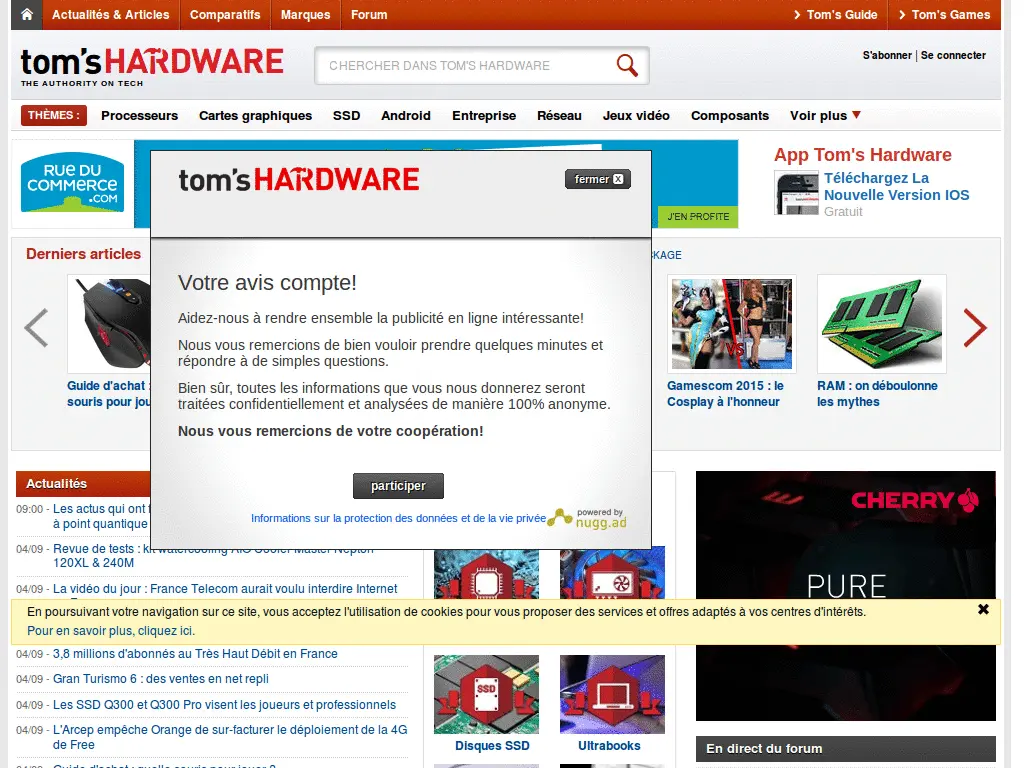 Actualités & Articles
Comparatifs
Marques
Forum
Tom's Guide
Tom's Games
tom's HARDWARE
THE AUTHORITY ON TECH
CHERCHER DANS TOM'S HARDWARE
S'abonner | Se connecter
THÈMES :
Processeurs
Cartes graphiques
SSD
Android
Entreprise
Réseau
Jeux vidéo
Composants
Voir plus
RUE DU
COMMERCE
.COM
J'EN PROFITE
App Tom's Hardware
Téléchargez La
Nouvelle Version IOS
Gratuit
tom's HARDWARE
fermer X
Votre avis compte!
Aidez-nous à rendre ensemble la publicité en ligne intéressante!
Nous vous remercions de bien vouloir prendre quelques minutes et
répondre à de simples questions.
Bien sûr, toutes les informations que vous nous donnerez seront
traitées confidentiellement et analysées de manière 100% anonyme.
Nous vous remercions de votre coopération!
participer
Informations sur la protection des données et de la vie privée
powered by
nugg.ad
Derniers articles
Guide d'achat :
souris pour
VS
Gamescom 2015 : le
Cosplay à l'honneur
RAM : on déboulonne
les mythes
Actualités
09:00 - Les actus qui ont
à point quantique
04/09 - Revue de tests :
120XL & 240M
04/09 - La vidéo du jour : France Telecom aurait voulu interdire Internet
CHERRY
PURE
En poursuivant votre navigation sur ce site, vous acceptez l'utilisation de cookies pour vous proposer des services et offres adaptés à vos centres d'intérêts.
Pour en savoir plus, cliquez ici.
04/09 - 3,8 millions d'abonnés au Très Haut Débit en France
04/09 - Gran Turismo 6 : des ventes en net repli
04/09 - Les SSD Q300 et Q300 Pro visent les joueurs et professionnels
04/09 - L'Arcep empêche Orange de sur-facturer le déploiement de la 4G
de Free
SSD
Disques SSD
Ultrabooks
En direct du forum